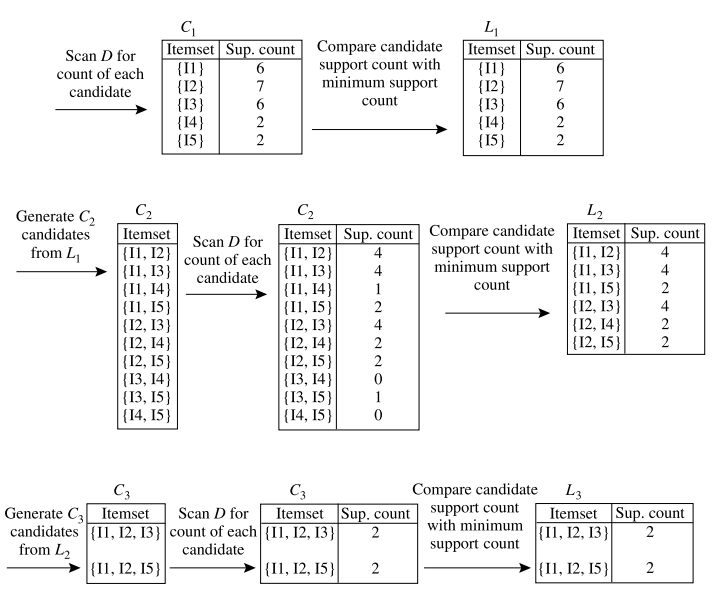 C1
L1
Scan D for
count of each
candidate
Itemset Sup. count
{I1} 6
{I2} 7
{I3} 6
{I4} 2
{I5} 2
Compare candidate
support count with
minimum support
count
Itemset Sup. count
{I1} 6
{I2} 7
{I3} 6
{I4} 2
{I5} 2
Generate C2
candidates
from L1
C2
Itemset
{I1, I2}
{I1, I3}
{I1, I4}
{I1, I5}
{I2, I3}
{I2, I4}
{I2, I5}
{I3, I4}
{I3, I5}
{I4, I5}
Scan D for
count of each
candidate
C2
Itemset Sup. count
{I1, I2} 4
{I1, I3} 4
{I1, I4} 1
{I1, I5} 2
{I2, I3} 4
{I2, I4} 2
{I2, I5} 2
{I3, I4} 0
{I3, I5} 1
{I4, I5} 0
Compare candidate
support count with
minimum support
count
L2
Itemset Sup. count
{I1, I2} 4
{I1, I3} 4
{I1, I5} 2
{I2, I3} 4
{I2, I4} 2
{I2, I5} 2
Generate C3
candidates
from L2
C3
Itemset
{I1, I2, I3}
{I1, I2, I5}
Scan D for
count of each
candidate
C3
Itemset Sup. count
{I1, I2, I3} 2
{I1, I2, I5} 2
Compare candidate
support count
with minimum
support count
L3
Itemset Sup. count
{I1, I2, I3} 2
{I1, I2, I5} 2